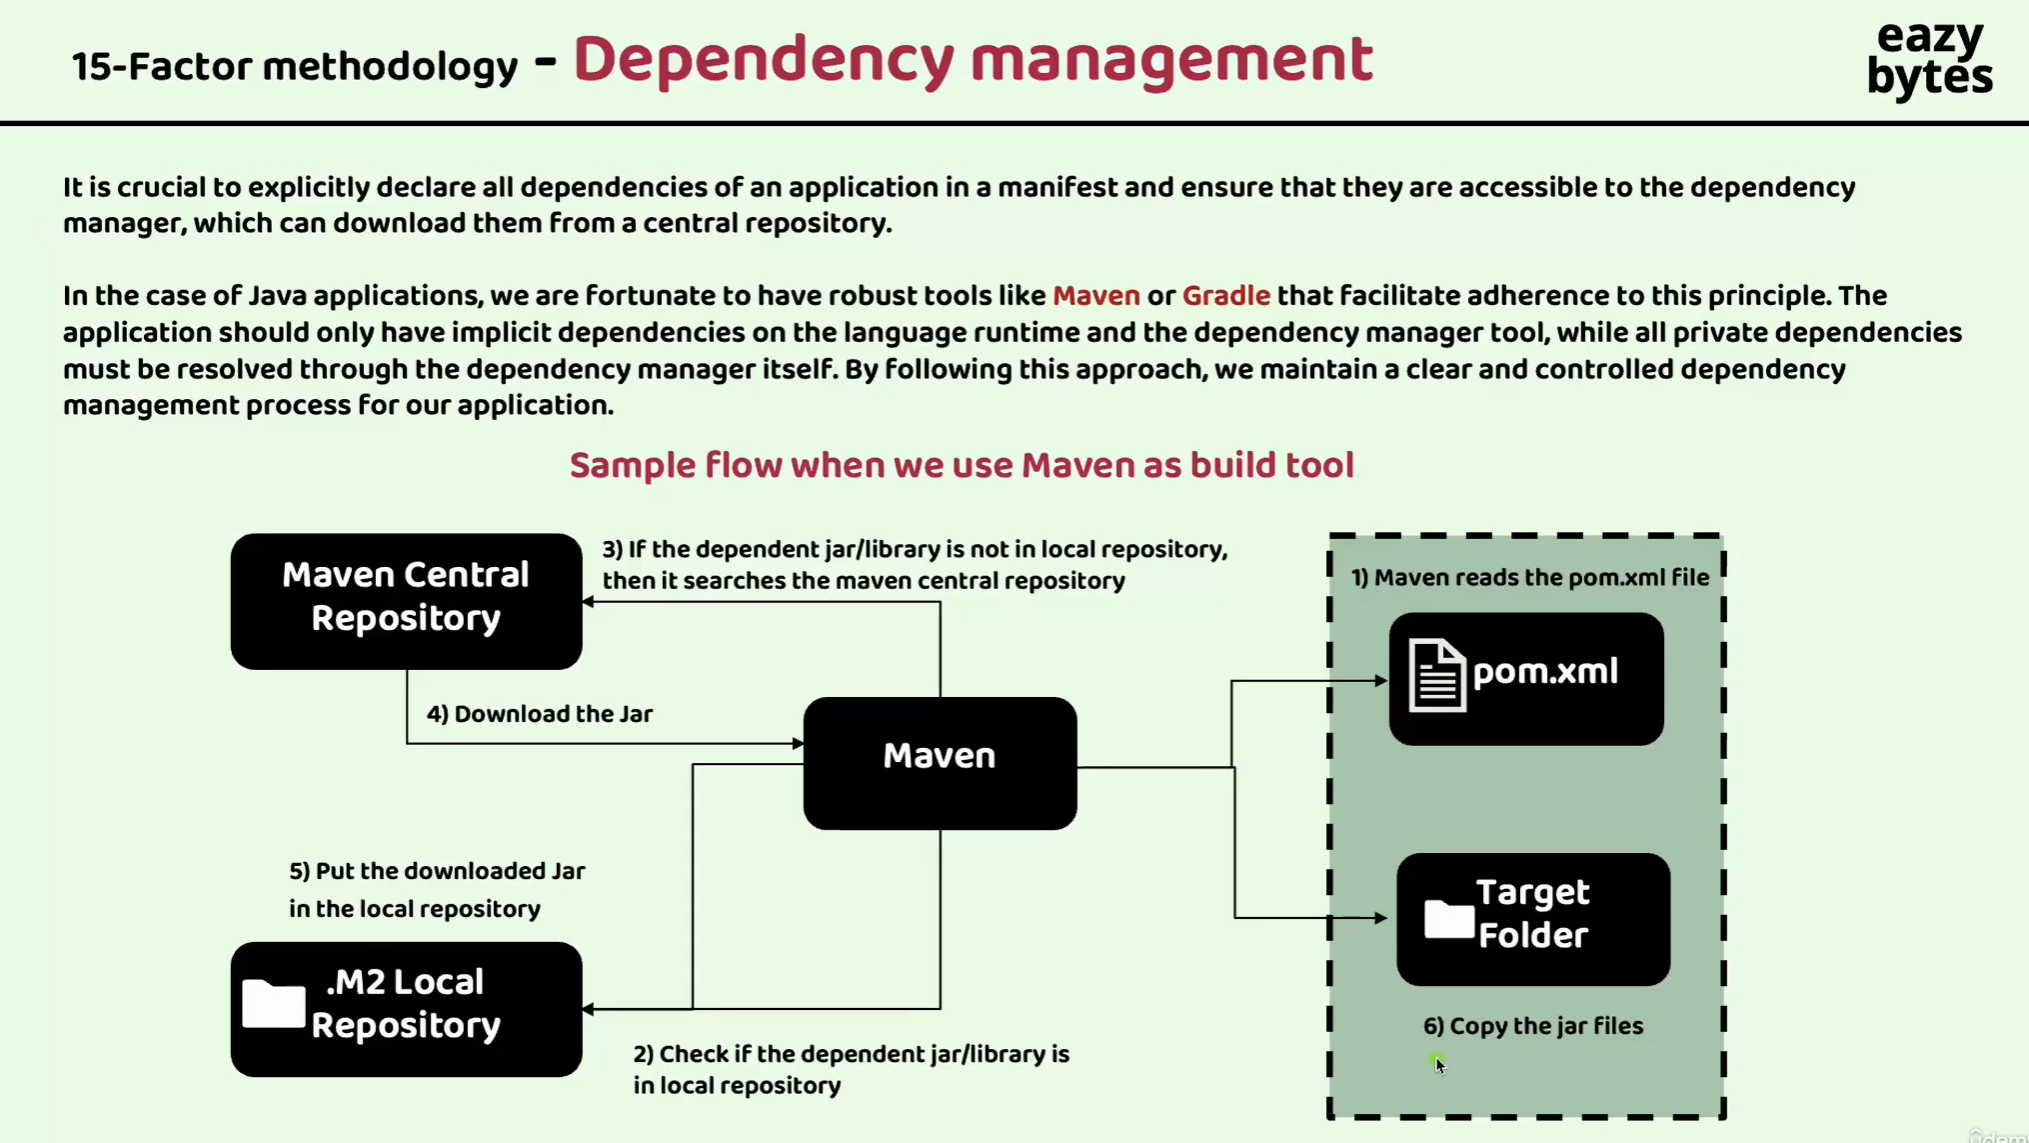 15-Factor methodology - Dependency management
eazy
bytes
It is crucial to explicitly declare all dependencies of an application in a manifest and ensure that they are accessible to the dependency
manager, which can download them from a central repository.
In the case of Java applications, we are fortunate to have robust tools like Maven or Gradle that facilitate adherence to this principle. The
application should only have implicit dependencies on the language runtime and the dependency manager tool, while all private dependencies
must be resolved through the dependency manager itself. By following this approach, we maintain a clear and controlled dependency
management process for our application.
Sample flow when we use Maven as build tool
Maven Central
Repository
3) If the dependent jar/library is not in local repository,
then it searches the maven central repository
1) Maven reads the pom.xml file
pom.xml
4) Download the Jar
Maven
5) Put the downloaded Jar
in the local repository
Target
Folder
.M2 Local
Repository
6) Copy the jar files
2) Check if the dependent jar/library is
in local repository